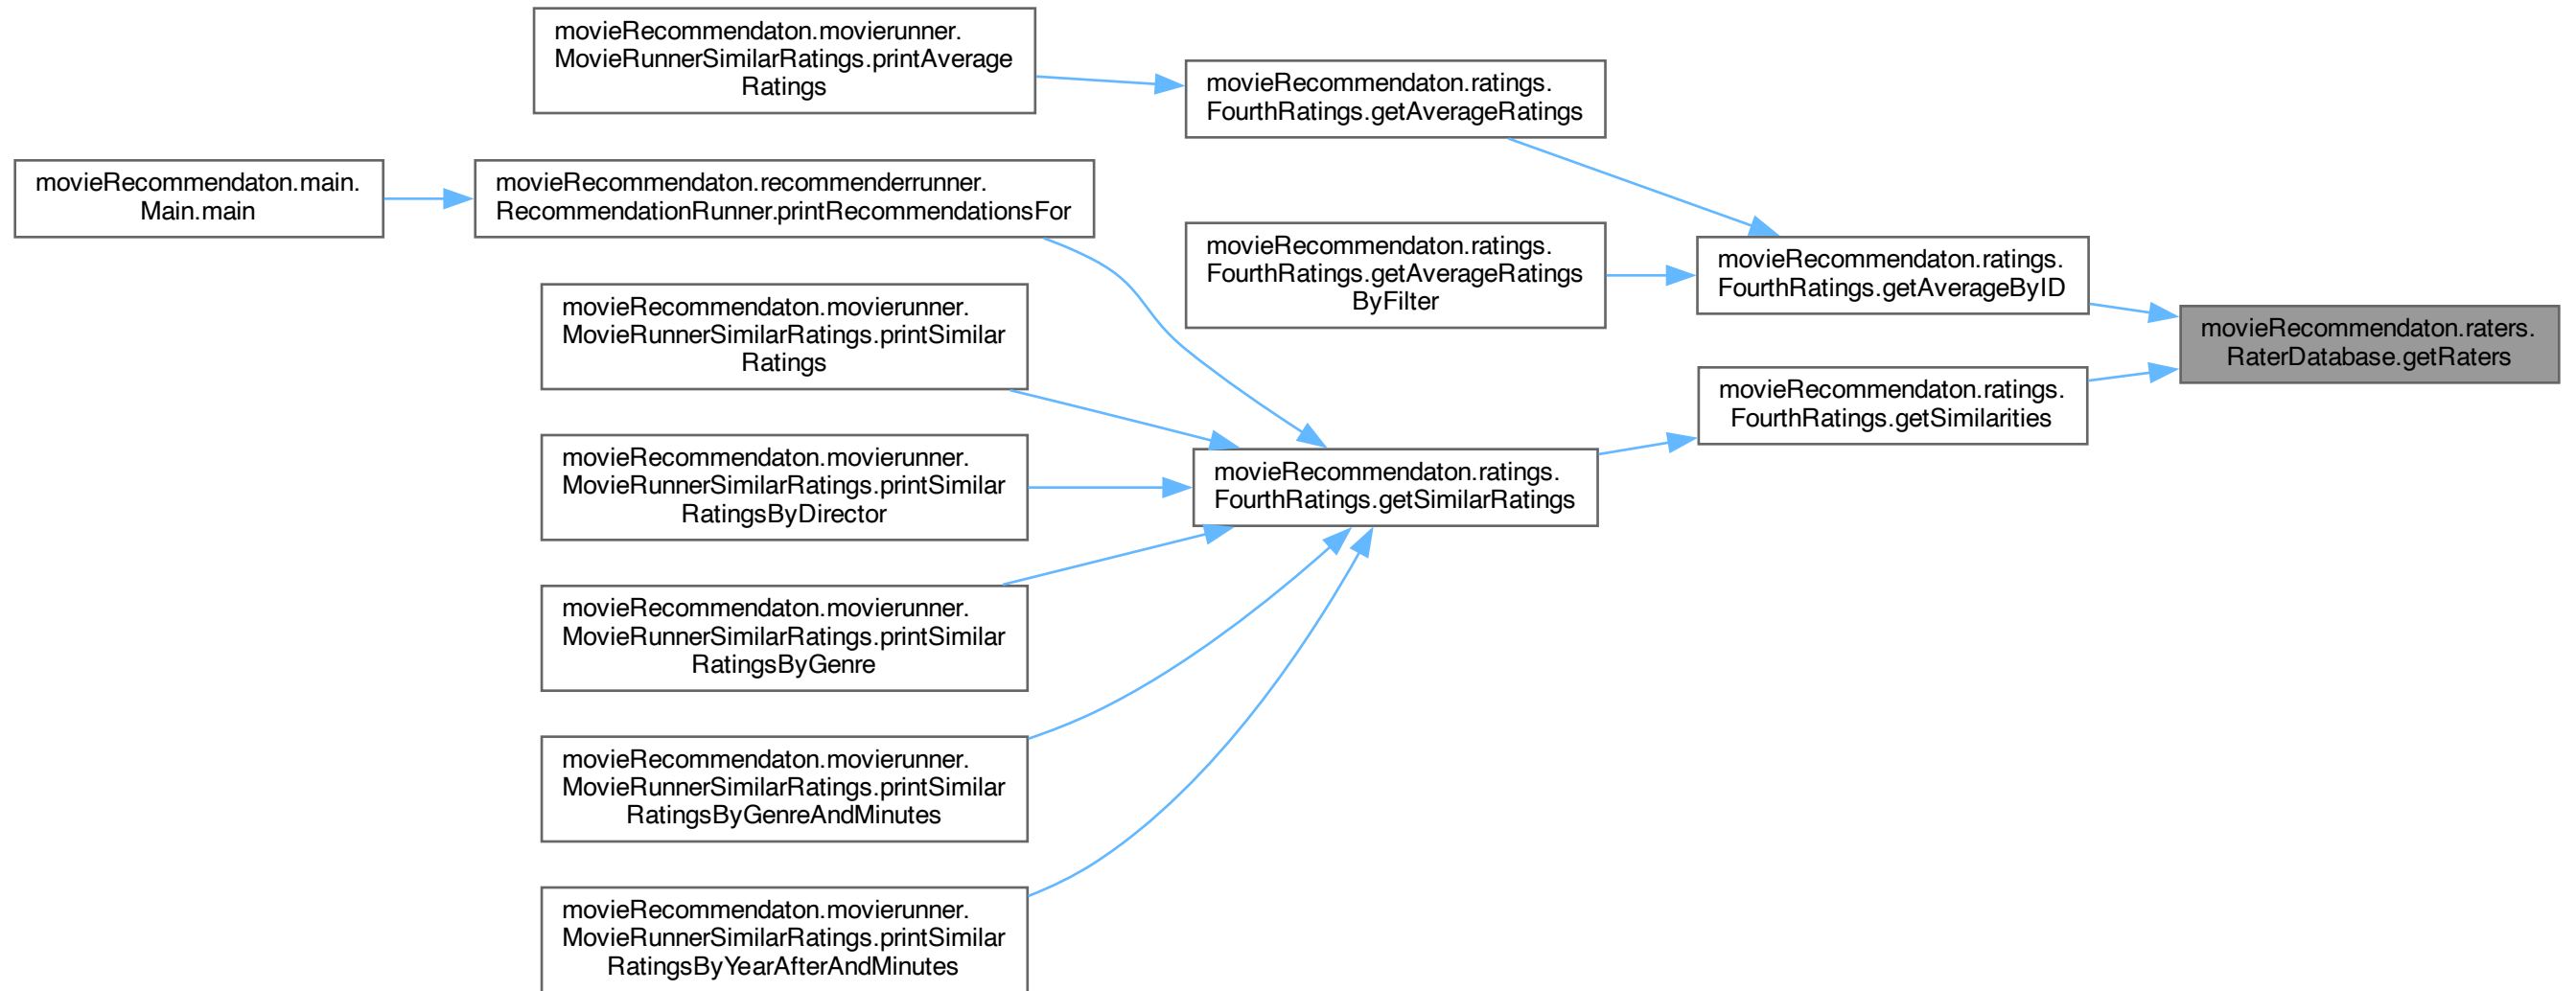 movieRecommendaton.movierunner.
MovieRunnerSimilarRatings.printAverage
Ratings
movieRecommendaton.ratings.
FourthRatings.getAverageRatings
movieRecommendaton.main.
Main.main
movieRecommendaton.recommenderrunner.
RecommendationRunner.printRecommendationsFor
movieRecommendaton.ratings.
FourthRatings.getAverageRatings
ByFilter
movieRecommendaton.ratings.
FourthRatings.getAverageByID
movieRecommendaton.raters.
RaterDatabase.getRaters
movieRecommendaton.movierunner.
MovieRunnerSimilarRatings.printSimilar
Ratings
movieRecommendaton.ratings.
FourthRatings.getSimilarities
movieRecommendaton.movierunner.
MovieRunnerSimilarRatings.printSimilar
RatingsByDirector
movieRecommendaton.ratings.
FourthRatings.getSimilarRatings
movieRecommendaton.movierunner.
MovieRunnerSimilarRatings.printSimilar
RatingsByGenre
movieRecommendaton.movierunner.
MovieRunnerSimilarRatings.printSimilar
RatingsByGenreAndMinutes
movieRecommendaton.movierunner.
MovieRunnerSimilarRatings.printSimilar
RatingsByYearAfterAndMinutes